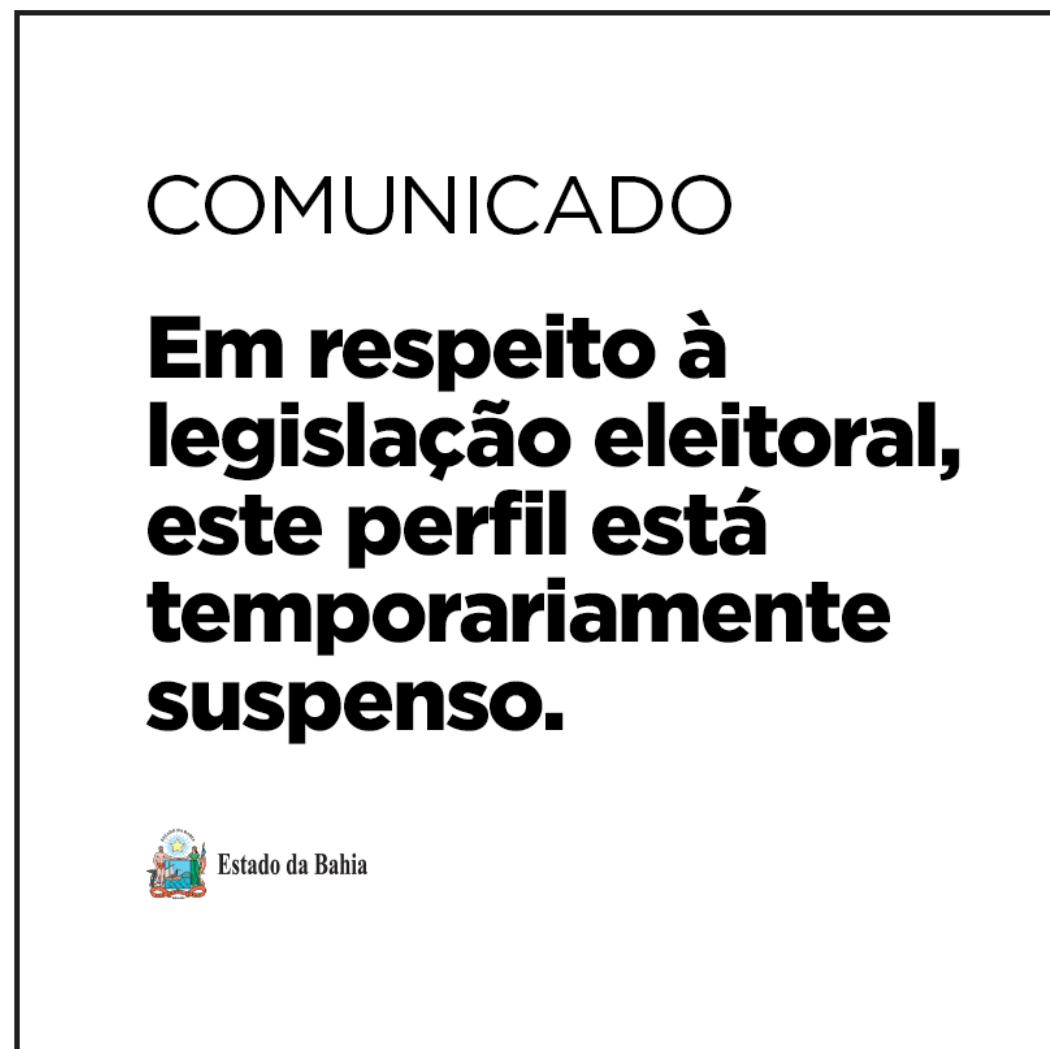 COMUNICADO
Em respeito à
legislação eleitoral,
este perfil está
temporariamente
suspenso.
Estado da Bahia